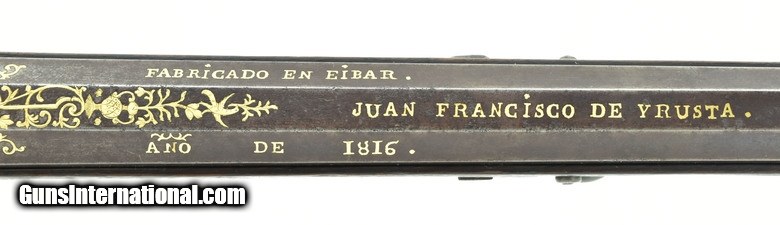 FABRICADO EN EIBAR.
JUAN FRANCISCO DE YRUSTA.
AÑO DE 1816.
GunsInternational.com